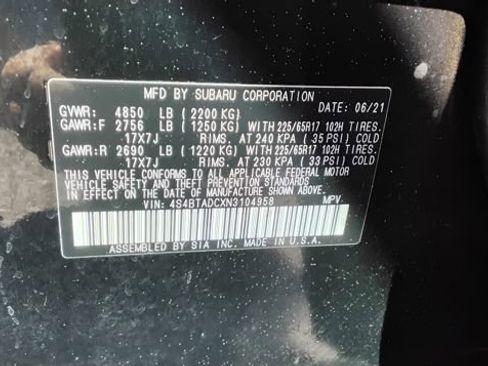 MFD BY SUBARU CORPORATION
GVWR: 4850 LB (2200 KG) DATE: 06/21
GAWR:F 2756 LB (1250 KG) WITH 225/65R17 102H TIRES.
17X7J RIMS. AT 240 KPA (35 PSI) COLD
GAWR:R 2690 LB (1220 KG) WITH 225/65R17 102H TIRES.
17X7J RIMS. AT 230 KPA (33 PSI) COLD
THIS VEHICLE CONFORMS TO ALL APPLICABLE FEDERAL MOTOR
VEHICLE SAFETY AND THEFT PREVENTION STANDARDS
IN EFFECT ON THE DATE OF MANUFACTURE SHOWN ABOVE.
VIN: 4S4BTADCXN3104958 MPV
ASSEMBLED BY SIA INC. MADE IN U.S.A.